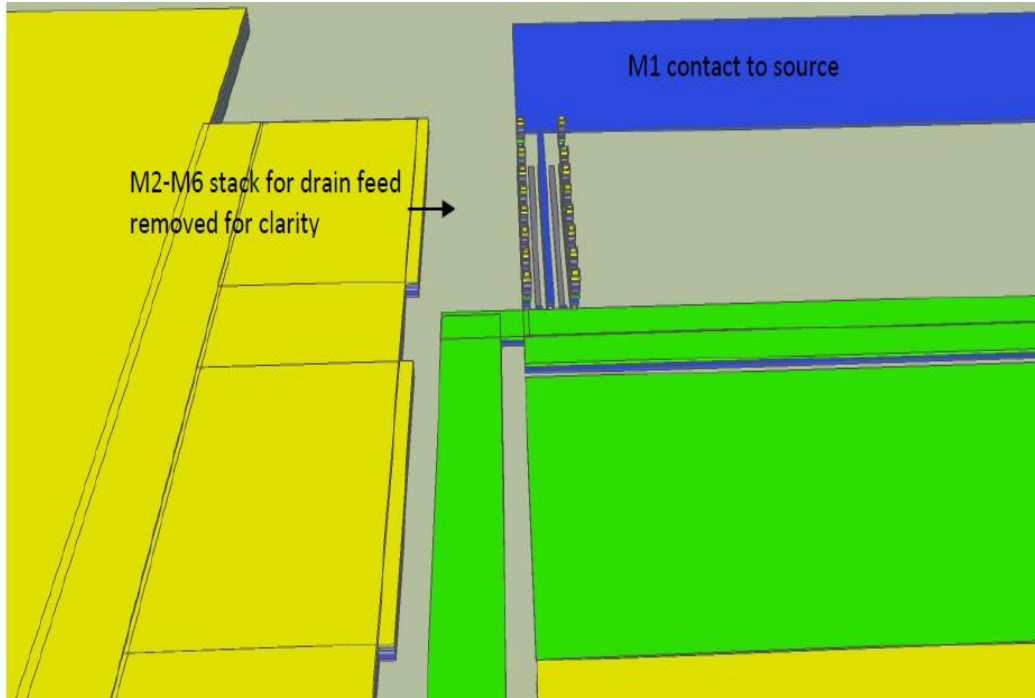 M1 contact to source
M2-M6 stack for drain feed
removed for clarity